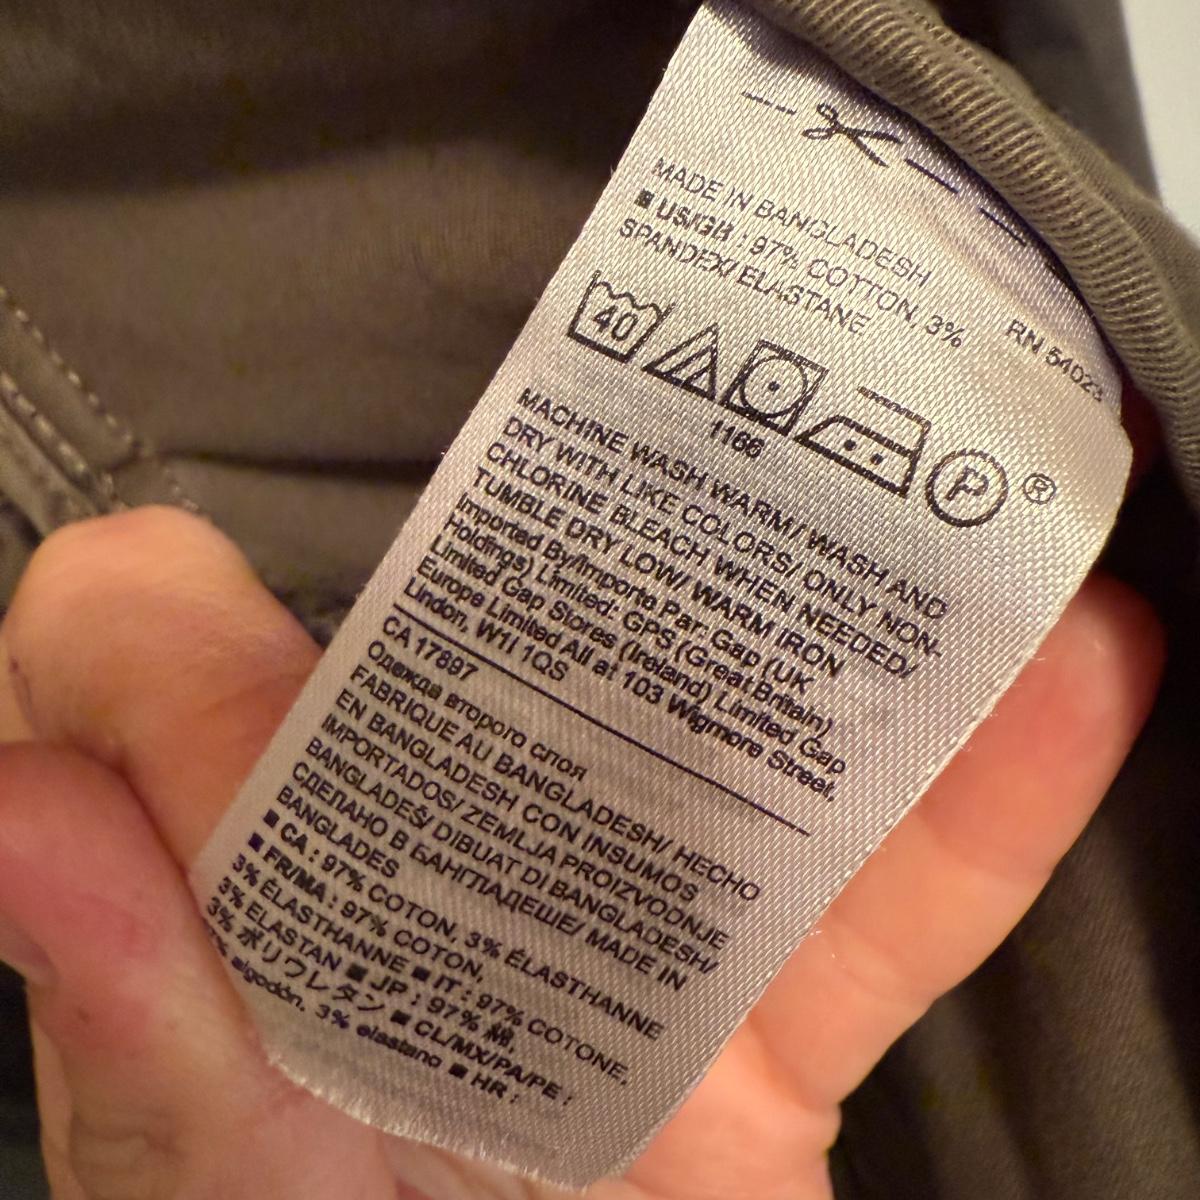 MADE IN BANGLADESH
■ US/GB : 97% COTTON, 3%
SPANDEX/ ELASTANE
RN 54023
40
1166
P ®
MACHINE WASH WARM/ WASH AND
DRY WITH LIKE COLORS/ ONLY NON-
CHLORINE BLEACH WHEN NEEDED/
TUMBLE DRY LOW/ WARM IRON
Imported By/Importe Par: Gap (UK
Holdings) Limited: GPS (Great Britain)
Limited Gap Stores (Ireland) Limited Gap
Europe Limited All at 103 Wigmore Street,
London, W1I 1QS
CA 17897
Одежда второго слоя
FABRIQUE AU BANGLADESH/ HECHO
EN BANGLADESH CON INSUMOS
IMPORTADOS/ ZEMLJA PROIZVODNJE
BANGLADEŠ/ DIBUAT DI BANGLADESH/
СДЕЛАНО В БАНГЛАДЕШЕ/ MADE IN
BANGLADES
■ CA : 97% COTON, 3% ÉLASTHANNE
■ FR/MA : 97% COTON,
3% ÉLASTHANNE ■ IT : 97% COTONE,
3% ELASTAN ■ JP : 97% 綿,
3% ポリウレタン ■ CL/MX/PA/PE :
algodón, 3% elastano ■ HR :